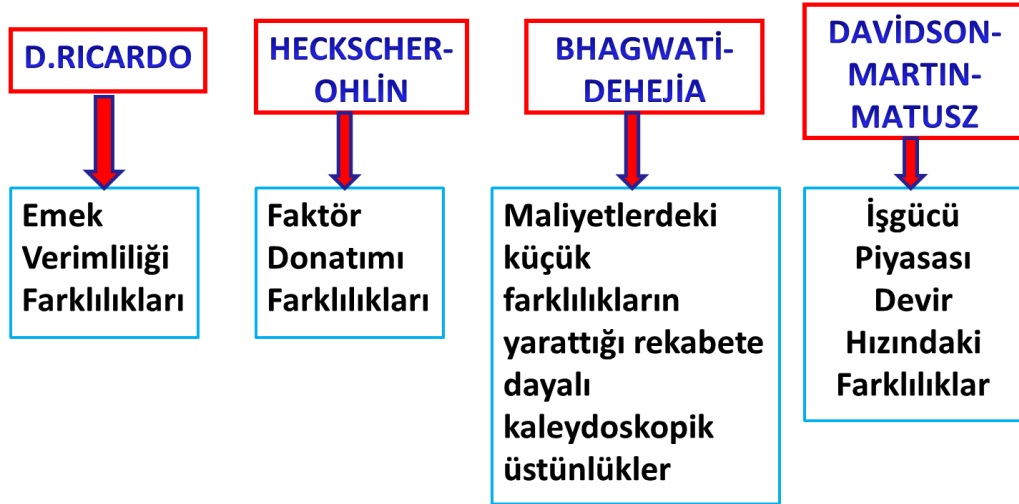 D.RICARDO
Emek
Verimliliği
Farklılıkları
HECKSCHER-
OHLİN
Faktör
Donatımı
Farklılıkları
BHAGWATİ-
DEHEJIA
Maliyetlerdeki
küçük
farklılıkların
yarattığı rekabete
dayalı
kaleydoskopik
üstünlükler
DAVİDSON-
MARTIN-
MATUSZ
İşgücü
Piyasası
Devir
Hızındaki
Farklılıklar